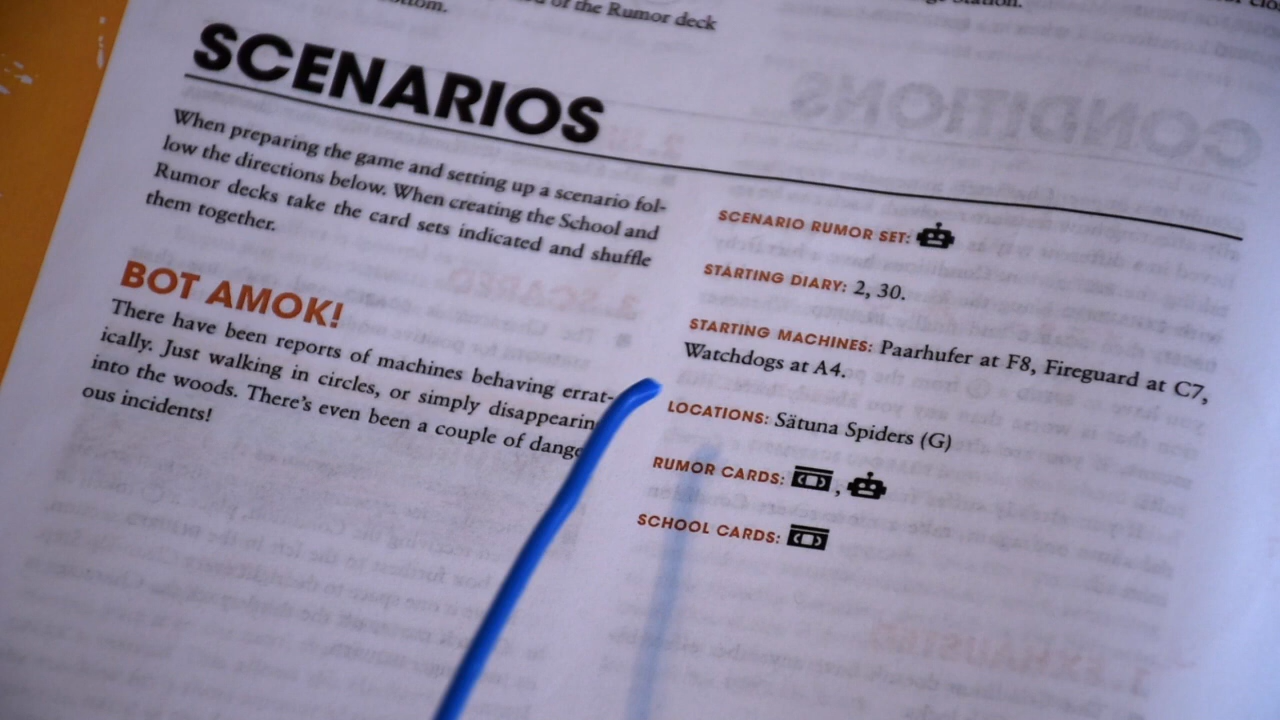 of the Rumor deck
SCENARIOS
When preparing the game and setting up a scenario fol-
low the directions below. When creating the School and
Rumor decks take the card sets indicated and shuffle
them together.
BOT AMOK!
There have been reports of machines behaving errat-
ically. Just walking in circles, or simply disappearin
into the woods. There's even been a couple of dange
ous incidents!
SCENARIO RUMOR SET:
STARTING DIARY: 2, 30.
STARTING MACHINES: Paarhufer at F8, Fireguard at C7,
Watchdogs at A4.
LOCATIONS: Sätuna Spiders (G)
RUMOR CARDS: ,
SCHOOL CARDS: